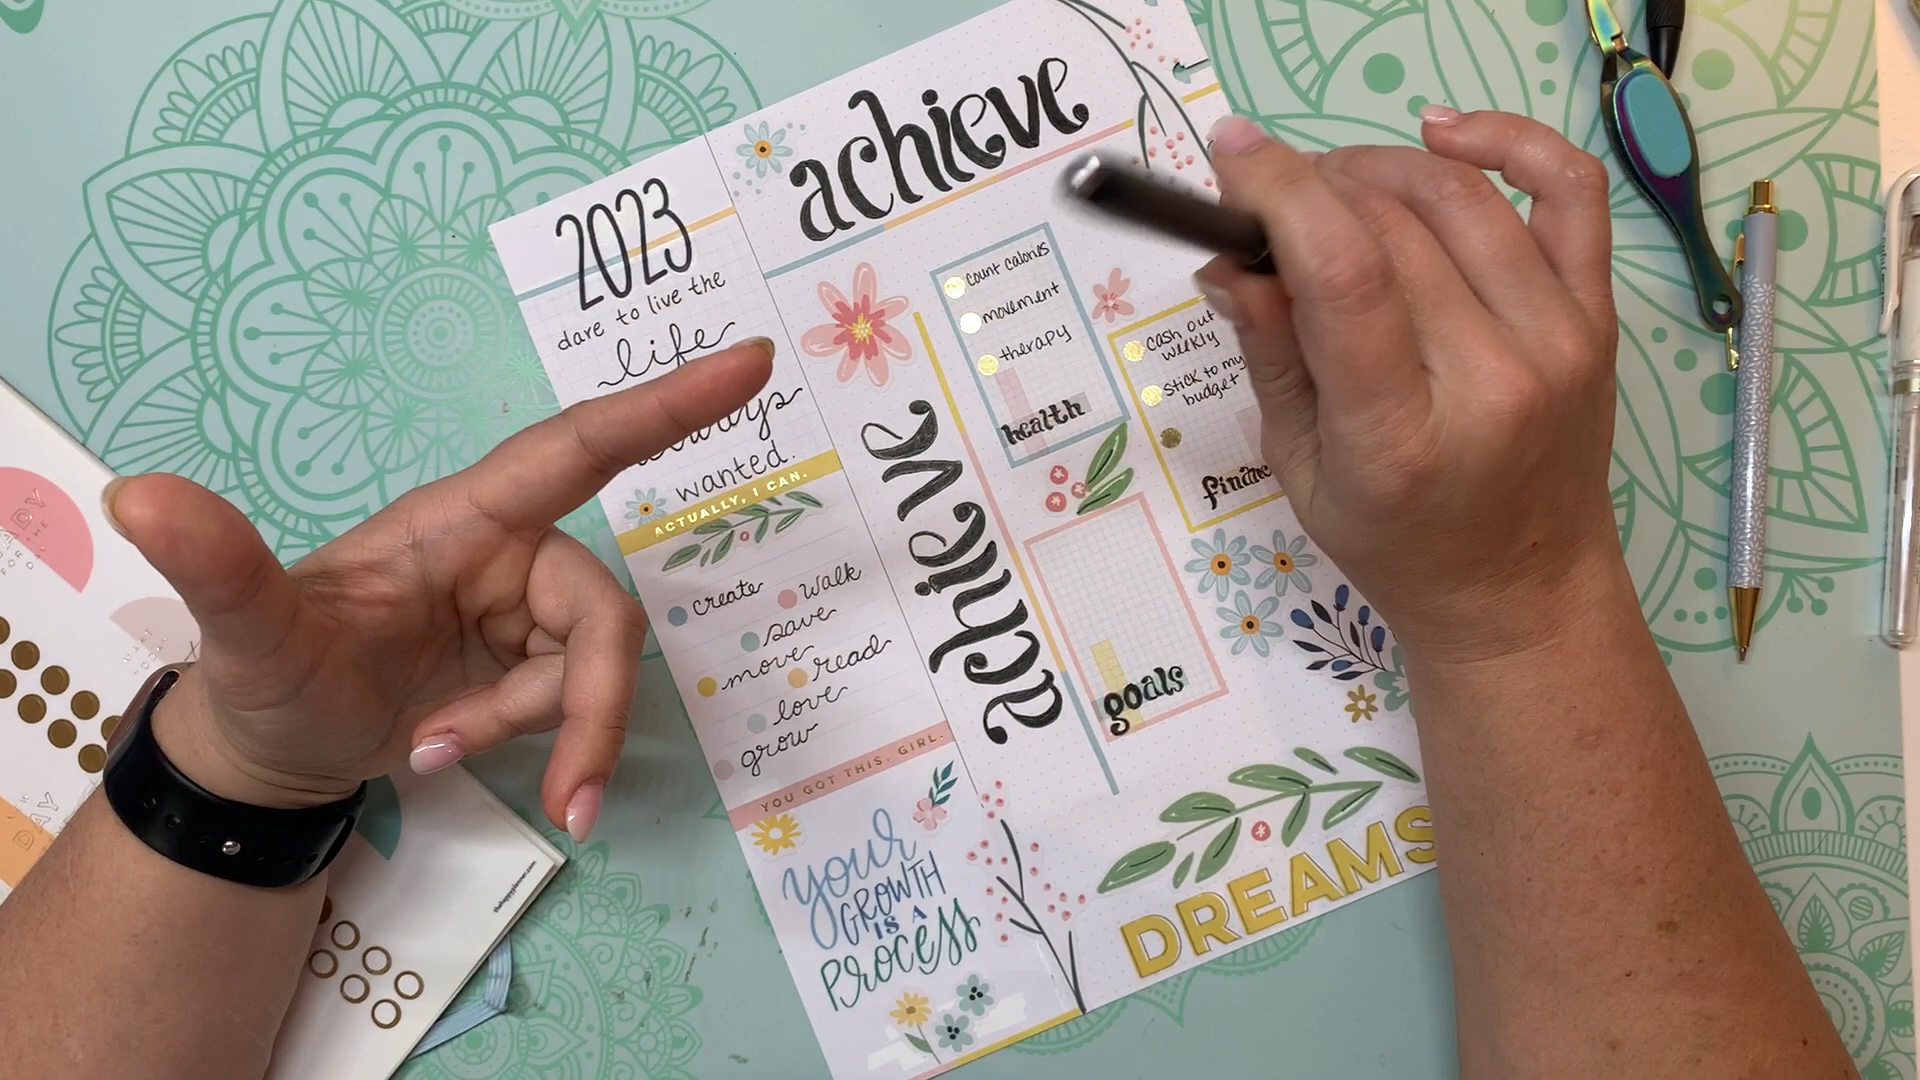 2023
dare to live the
life
wanted.
ACTUALLY, I CAN.
create
walk
save
move
read
love
grow
YOU GOT THIS, GIRL.
your
GROWTH
IS A
PROCESS
achieve
achieve
count calories
movement
therapy
health
cash out
weekly
stick to my
budget
goals
DREAMS
thehappyplanner.com